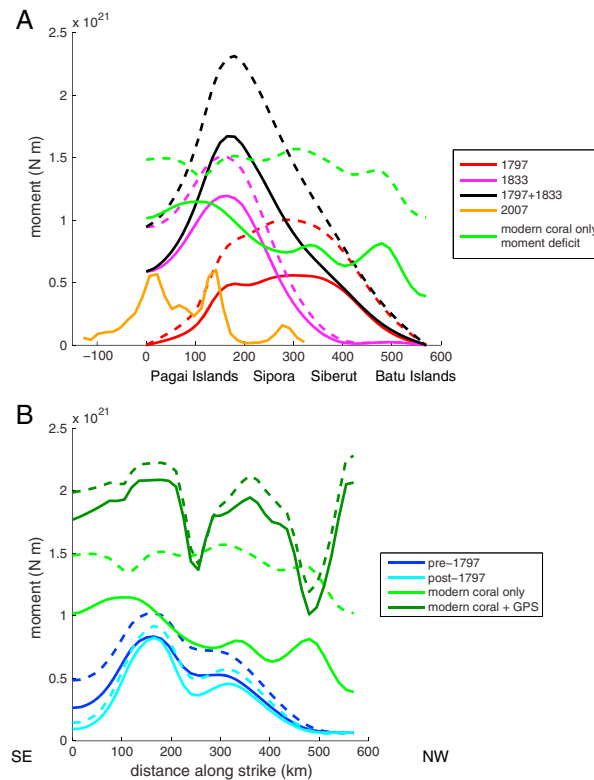 A
x 10^21
2.5
2
1.5
1
0.5
0
moment (N m)
−100 0 100 200 300 400 500 600
Pagai Islands Sipora Siberut Batu Islands
1797
1833
1797+1833
2007
modern coral only
moment deficit
B
x 10^21
2.5
2
1.5
1
0.5
0
moment (N m)
0 100 200 300 400 500 600
SE
distance along strike (km)
NW
pre−1797
post−1797
modern coral only
modern coral + GPS